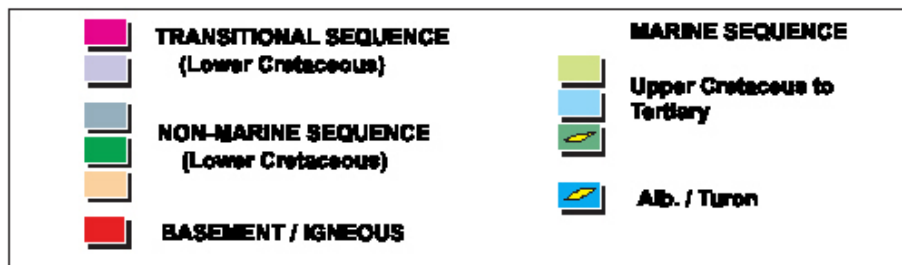 TRANSITIONAL SEQUENCE
(Lower Cretaceous)
NON-MARINE SEQUENCE
(Lower Cretaceous)
BASEMENT / IGNEOUS
MARINE SEQUENCE
Upper Cretaceous to
Tertiary
Alb. / Turon